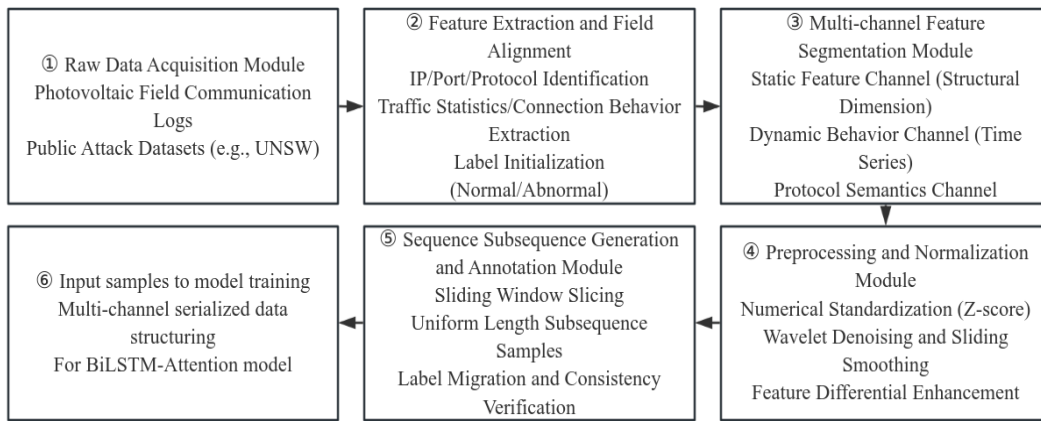 ① Raw Data Acquisition Module
Photovoltaic Field Communication
Logs
Public Attack Datasets (e.g., UNSW)
② Feature Extraction and Field
Alignment
IP/Port/Protocol Identification
Traffic Statistics/Connection Behavior
Extraction
Label Initialization
(Normal/Abnormal)
③ Multi-channel Feature
Segmentation Module
Static Feature Channel (Structural
Dimension)
Dynamic Behavior Channel (Time
Series)
Protocol Semantics Channel
④ Preprocessing and Normalization
Module
Numerical Standardization (Z-score)
Wavelet Denoising and Sliding
Smoothing
Feature Differential Enhancement
⑤ Sequence Subsequence Generation
and Annotation Module
Sliding Window Slicing
Uniform Length Subsequence
Samples
Label Migration and Consistency
Verification
⑥ Input samples to model training
Multi-channel serialized data
structuring
For BiLSTM-Attention model